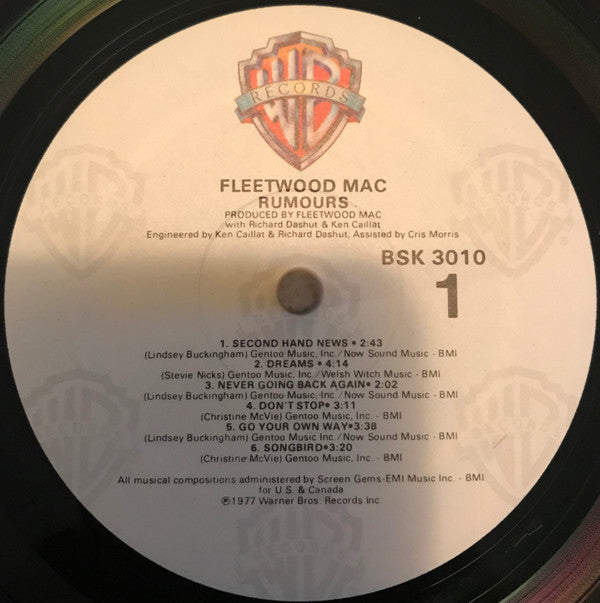 WB
RECORDS
FLEETWOOD MAC
RUMOURS
PRODUCED BY FLEETWOOD MAC
with Richard Dashut & Ken Caillat
Engineered by Ken Caillat & Richard Dashut, Assisted by Cris Morris
BSK 3010
1
1. SECOND HAND NEWS • 2:43
(Lindsey Buckingham) Gentoo Music, Inc./Now Sound Music - BMI
2. DREAMS • 4:14
(Stevie Nicks) Gentoo Music, Inc./Welsh Witch Music - BMI
3. NEVER GOING BACK AGAIN• 2:02
(Lindsey Buckingham) Gentoo Music, Inc./Now Sound Music - BMI
4. DON'T STOP• 3:11
(Christine McVie) Gentoo Music, Inc. - BMI
5. GO YOUR OWN WAY•3:38
(Lindsey Buckingham) Gentoo Music Inc./Now Sound Music - BMI
6. SONGBIRD•3:20
(Christine McVie) Gentoo Music, Inc. - BMI
All musical compositions administered by Screen Gems-EMI Music Inc. - BMI
for U.S. & Canada
℗1977 Warner Bros. Records Inc.